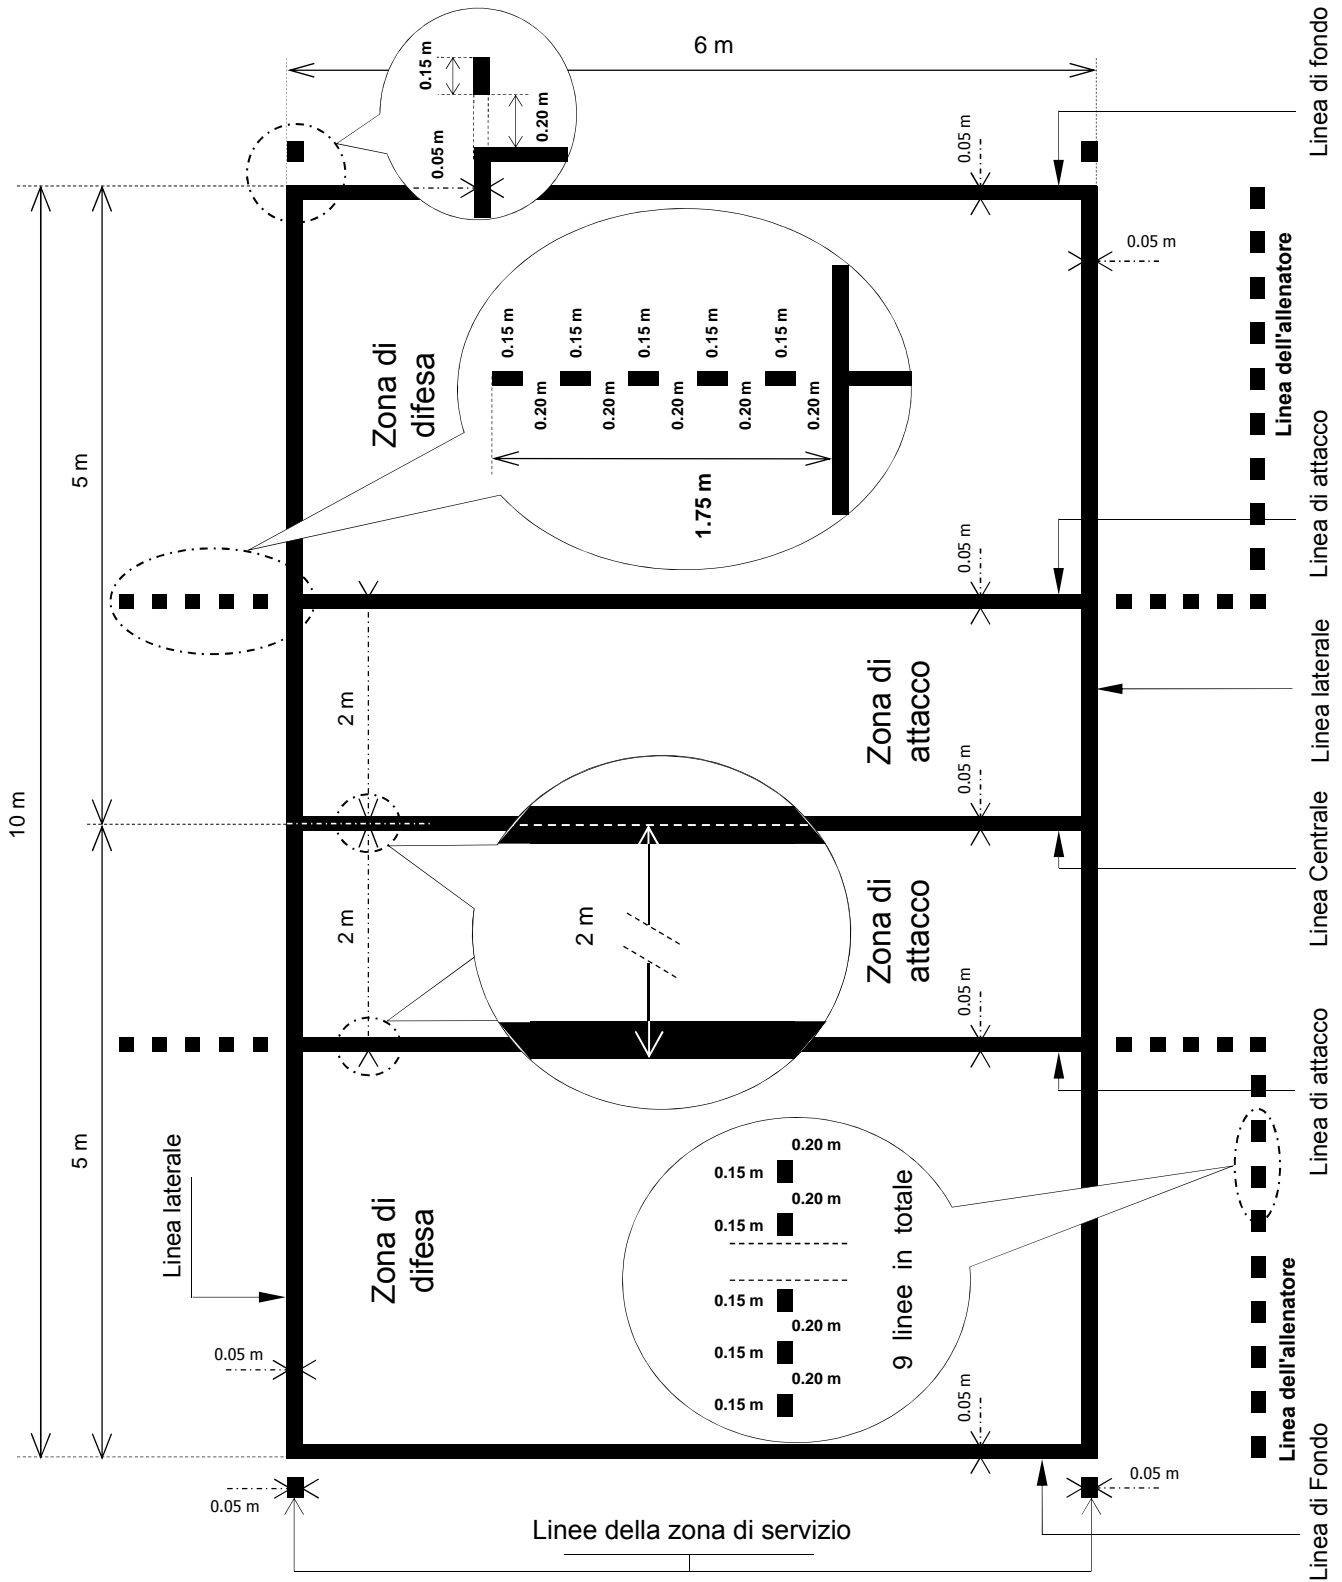 6 m
0.15 m
0.20 m
0.05 m
0.05 m
Linea di fondo
0.05 m
Linea dell'allenatore
10 m
5 m
Zona di
difesa
0.15 m
0.15 m
0.15 m
0.15 m
0.15 m
0.20 m
0.20 m
0.20 m
0.20 m
0.20 m
1.75 m
0.05 m
Linea di attacco
2 m
Zona di
attacco
0.05 m
Linea laterale
Linea Centrale
2 m
2 m
Zona di
attacco
0.05 m
Linea di attacco
5 m
Linea laterale
Zona di
difesa
0.05 m
0.20 m
0.15 m
0.20 m
0.15 m
0.15 m
0.20 m
0.15 m
0.20 m
0.15 m
9 linee in totale
0.05 m
Linea dell'allenatore
Linea di Fondo
0.05 m
0.05 m
Linee della zona di servizio